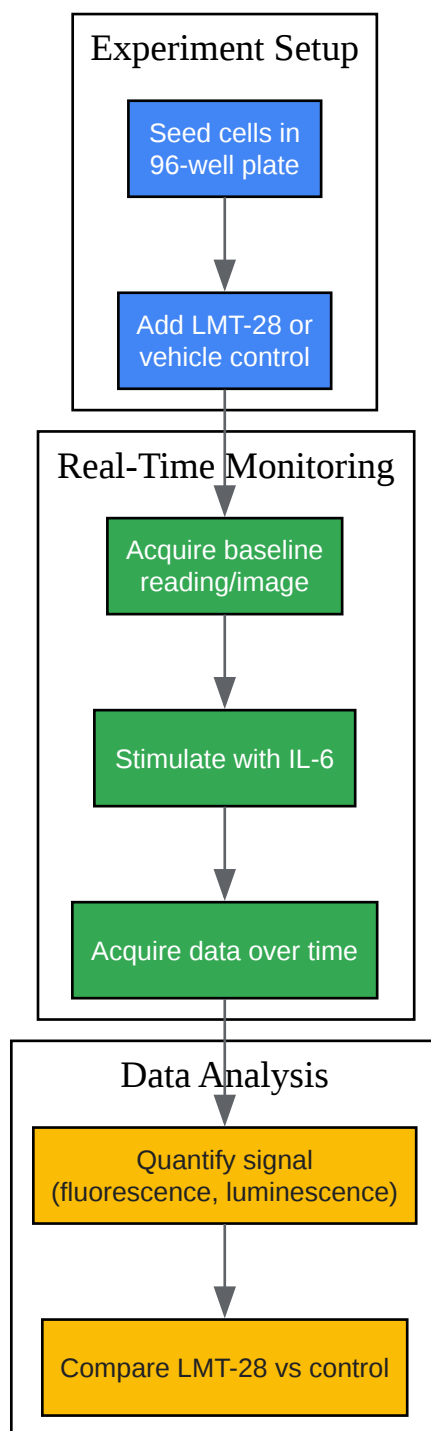 Experiment Setup
Seed cells in
96-well plate
Add LMT-28 or
vehicle control
Real-Time Monitoring
Acquire baseline
reading/image
Stimulate with IL-6
Acquire data over time
Data Analysis
Quantify signal
(fluorescence, luminescence)
Compare LMT-28 vs control